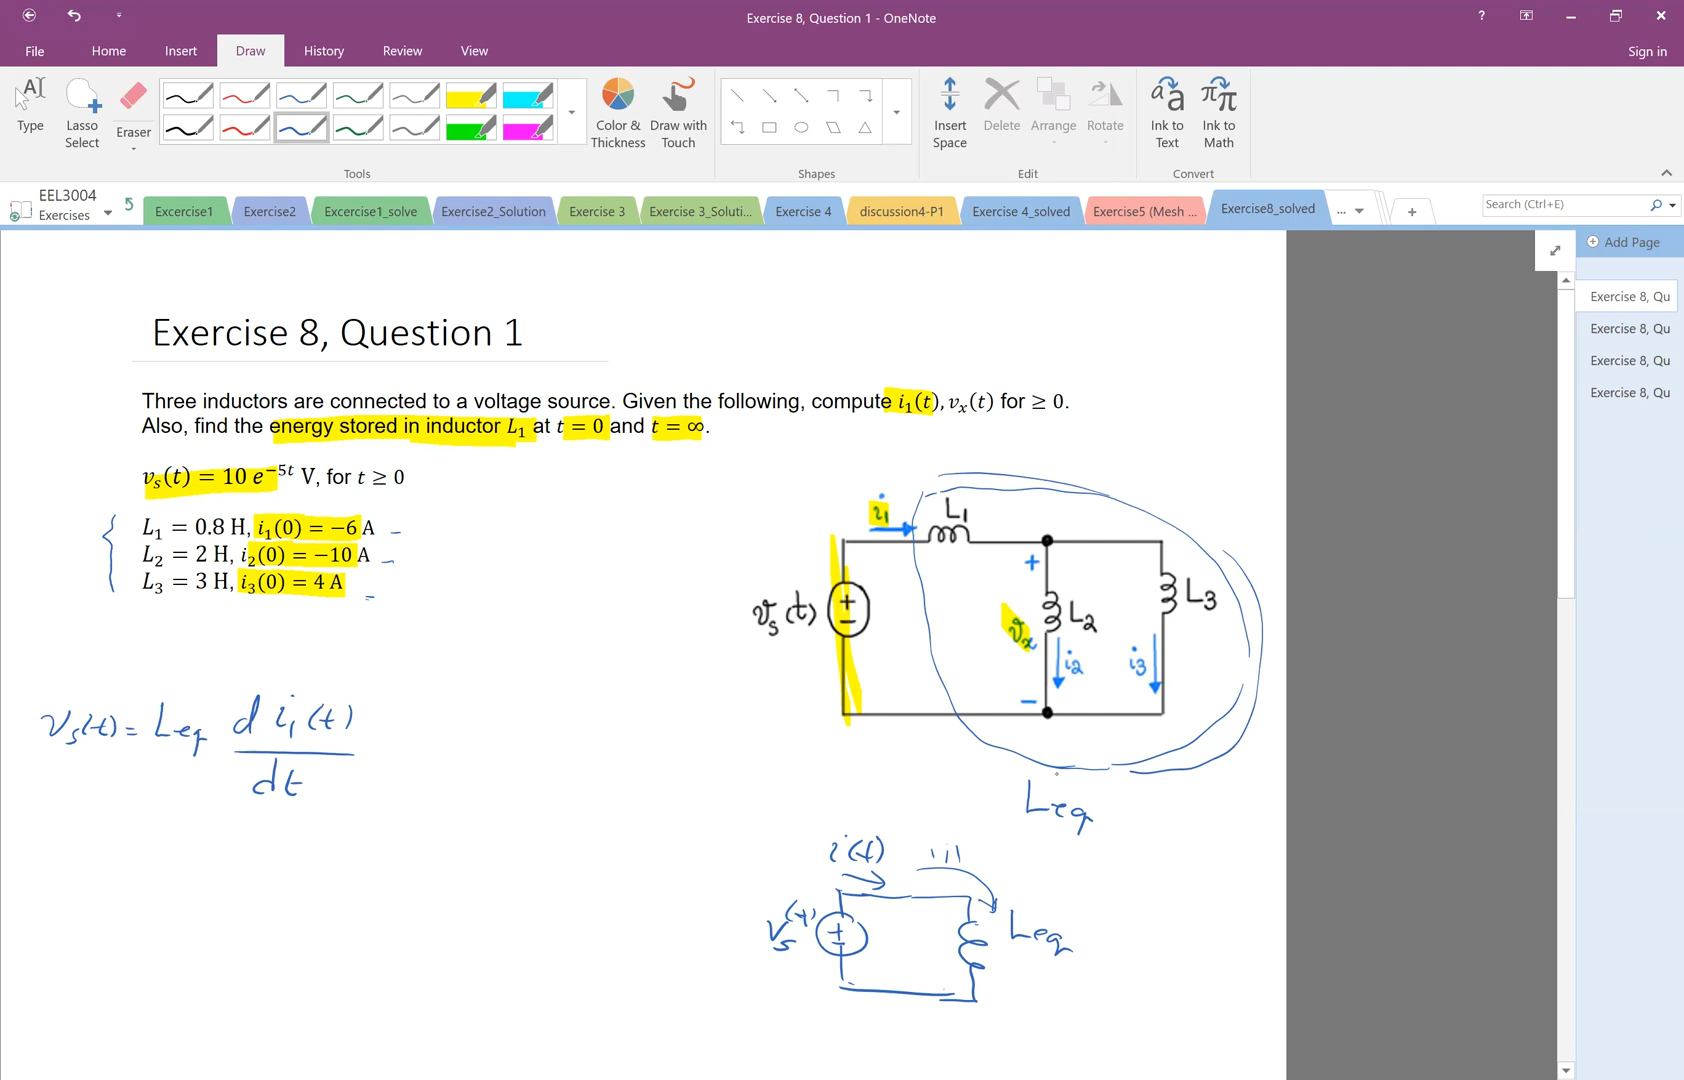 Exercise 8, Question 1 - OneNote
?
File
Home
Insert
Draw
History
Review
View
Sign in
Type
Lasso Select
Eraser
Color & Thickness
Draw with Touch
Insert Space
Delete
Arrange
Rotate
Ink to Text
Ink to Math
Tools
Shapes
Edit
Convert
EEL3004
Exercises
Excercise1
Exercise2
Excercise1_solve
Exercise2_Solution
Exercise 3
Exercise 3_Soluti...
Exercise 4
discussion4-P1
Exercise 4_solved
Exercise5 (Mesh ...
Exercise8_solved
...
Search (Ctrl+E)
Add Page
Exercise 8, Qu
Exercise 8, Qu
Exercise 8, Qu
Exercise 8, Qu
Exercise 8, Question 1
Three inductors are connected to a voltage source. Given the following, compute i₁(t), vₓ(t) for ≥ 0.
Also, find the energy stored in inductor L₁ at t = 0 and t = ∞.
vₛ(t) = 10 e⁻⁵ᵗ V, for t ≥ 0
L₁ = 0.8 H, i₁(0) = −6 A
L₂ = 2 H, i₂(0) = −10 A
L₃ = 3 H, i₃(0) = 4 A
i₁
L₁
+
vₛ(t)
+
−
vₓ
L₂
L₃
i₂
i₃
−
vₛ(t) = Leq d i₁(t)
dt
Leq
i(t)
Vₛ(t)
+
−
Leq